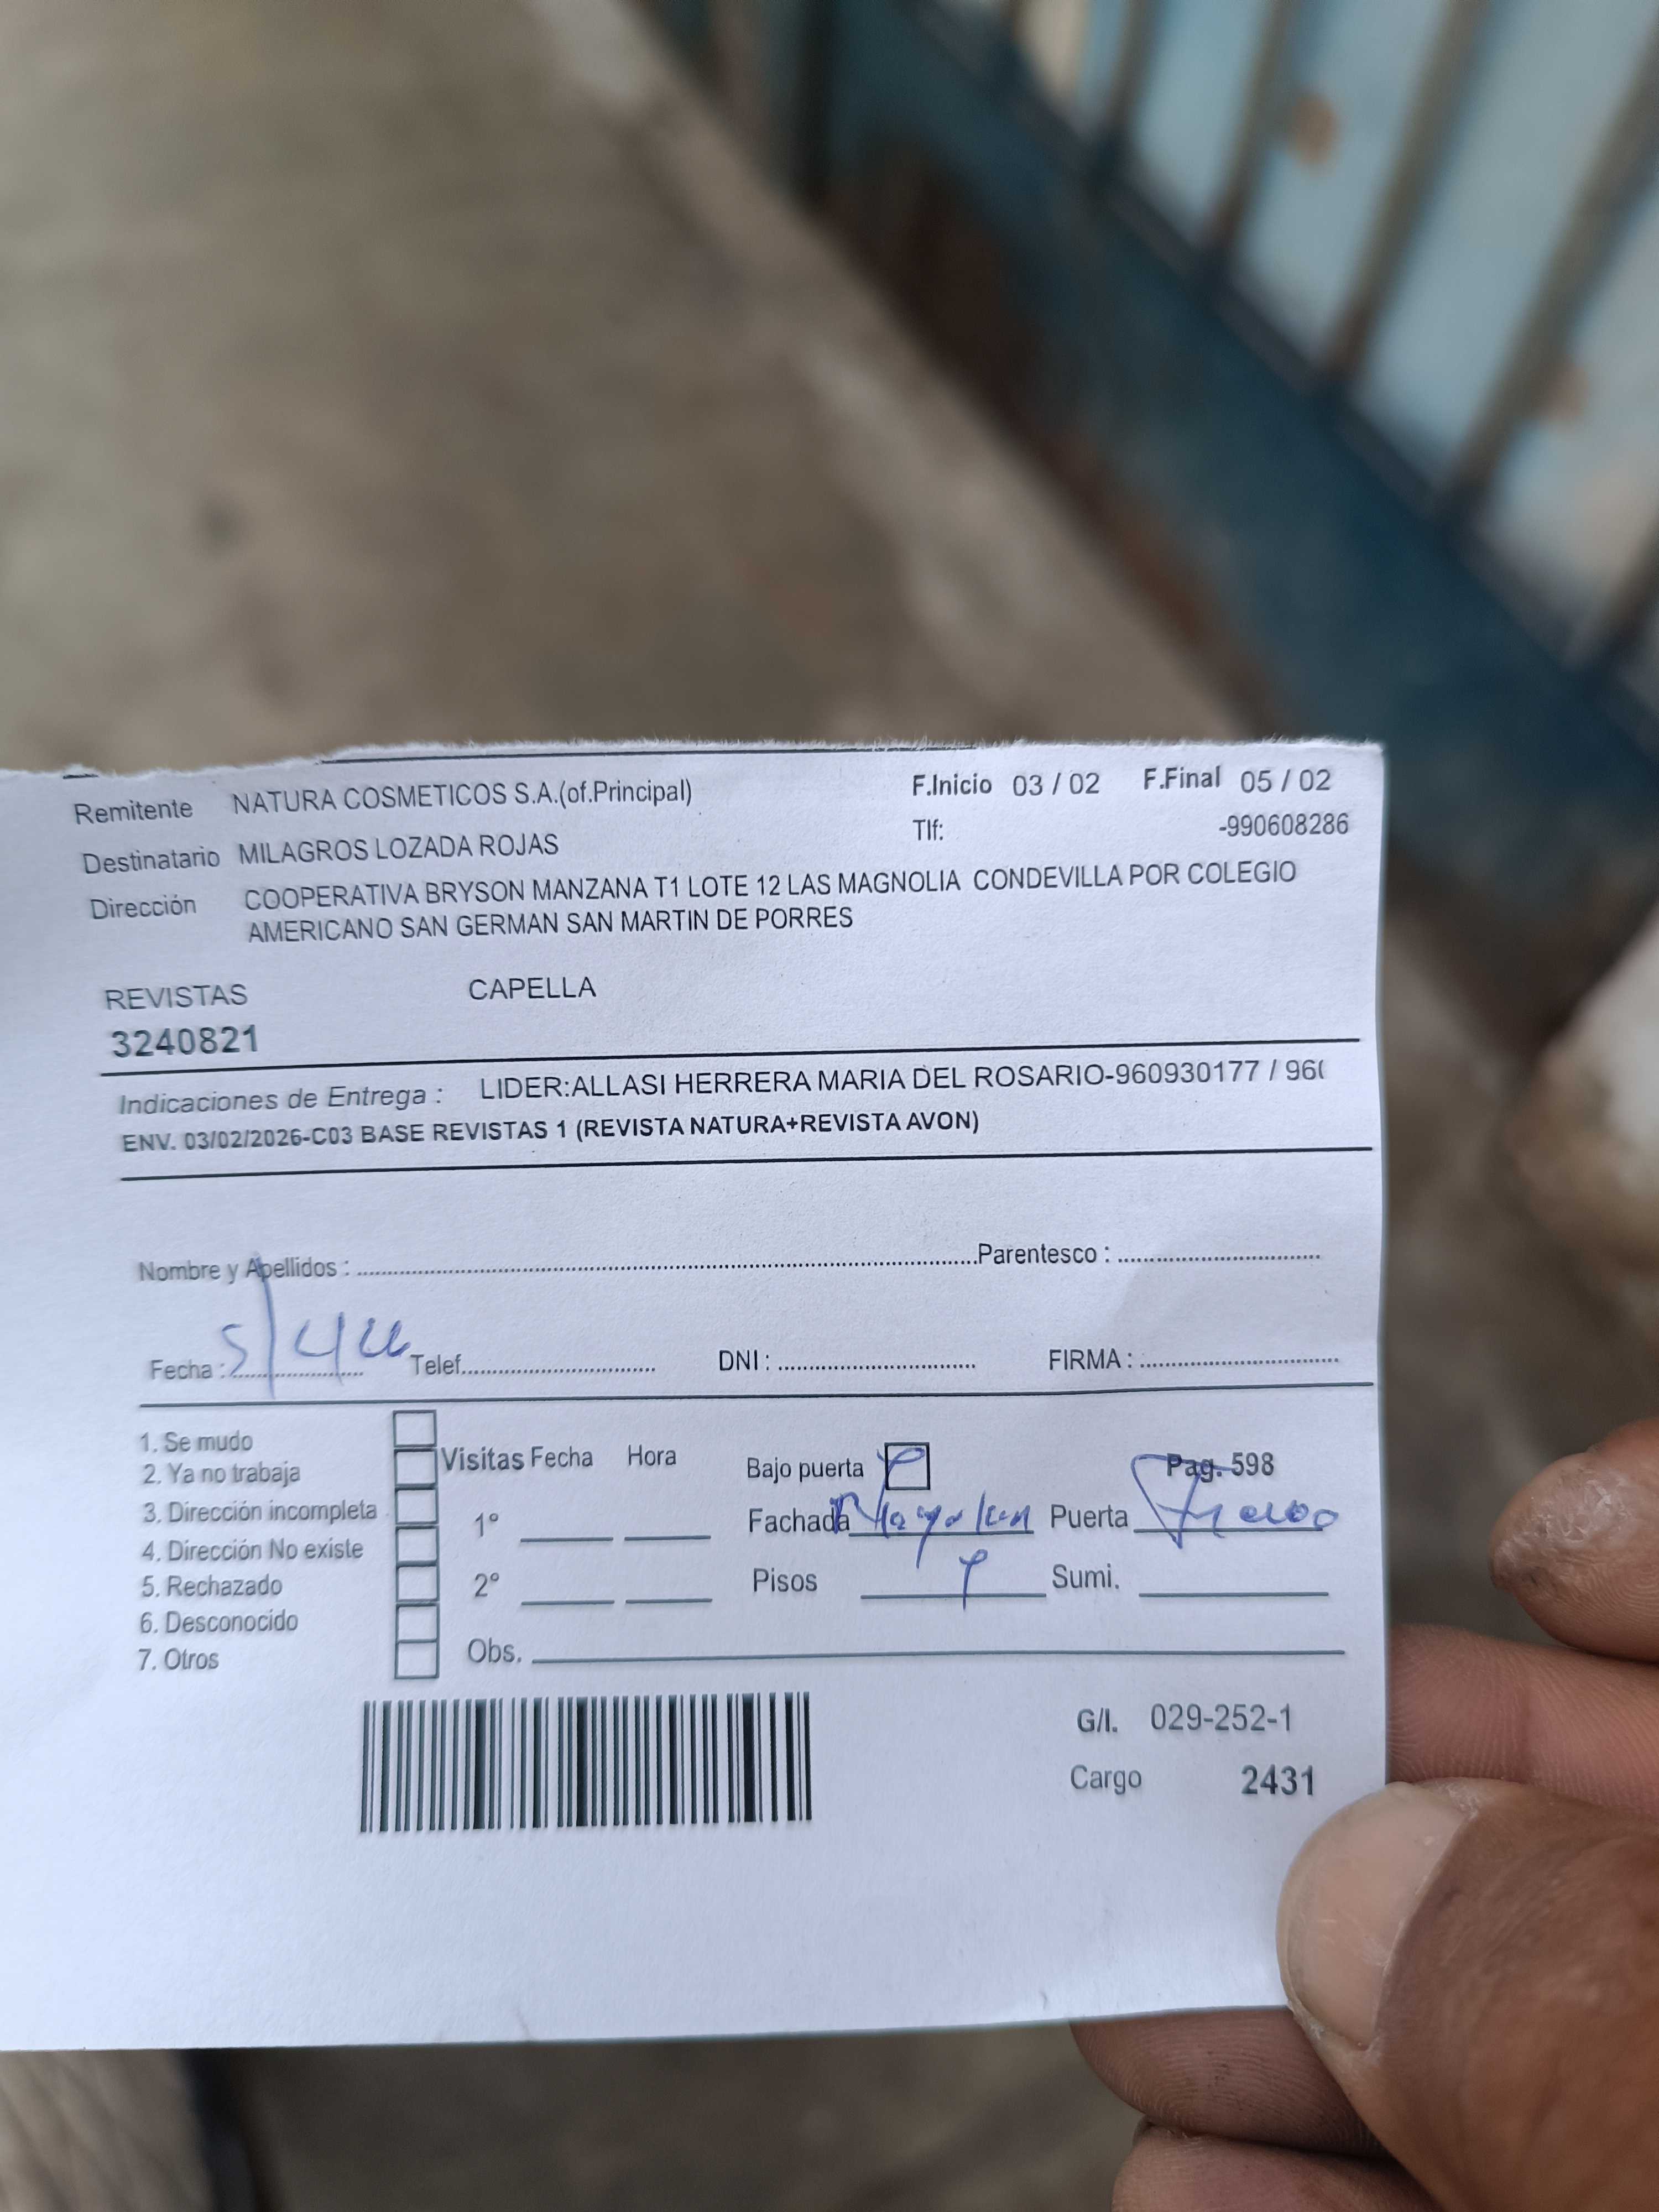 Remitente NATURA COSMETICOS S.A.(of.Principal) F.Inicio 03 / 02 F.Final 05 / 02
Tlf: -990608286
Destinatario MILAGROS LOZADA ROJAS
Dirección COOPERATIVA BRYSON MANZANA T1 LOTE 12 LAS MAGNOLIA CONDEVILLA POR COLEGIO
AMERICANO SAN GERMAN SAN MARTIN DE PORRES
REVISTAS CAPELLA
3240821
Indicaciones de Entrega : LIDER:ALLASI HERRERA MARIA DEL ROSARIO-960930177 / 960
ENV. 03/02/2026-C03 BASE REVISTAS 1 (REVISTA NATURA+REVISTA AVON)
Nombre y Apellidos : Parentesco :
Fecha : Telef. DNI : FIRMA :
1. Se mudo
2. Ya no trabaja
3. Dirección incompleta
4. Dirección No existe
5. Rechazado
6. Desconocido
7. Otros
Visitas Fecha Hora
1°
2°
Bajo puerta Pag. 598
Fachada Puerta
Pisos Sumi.
Obs.
G/I. 029-252-1
Cargo 2431